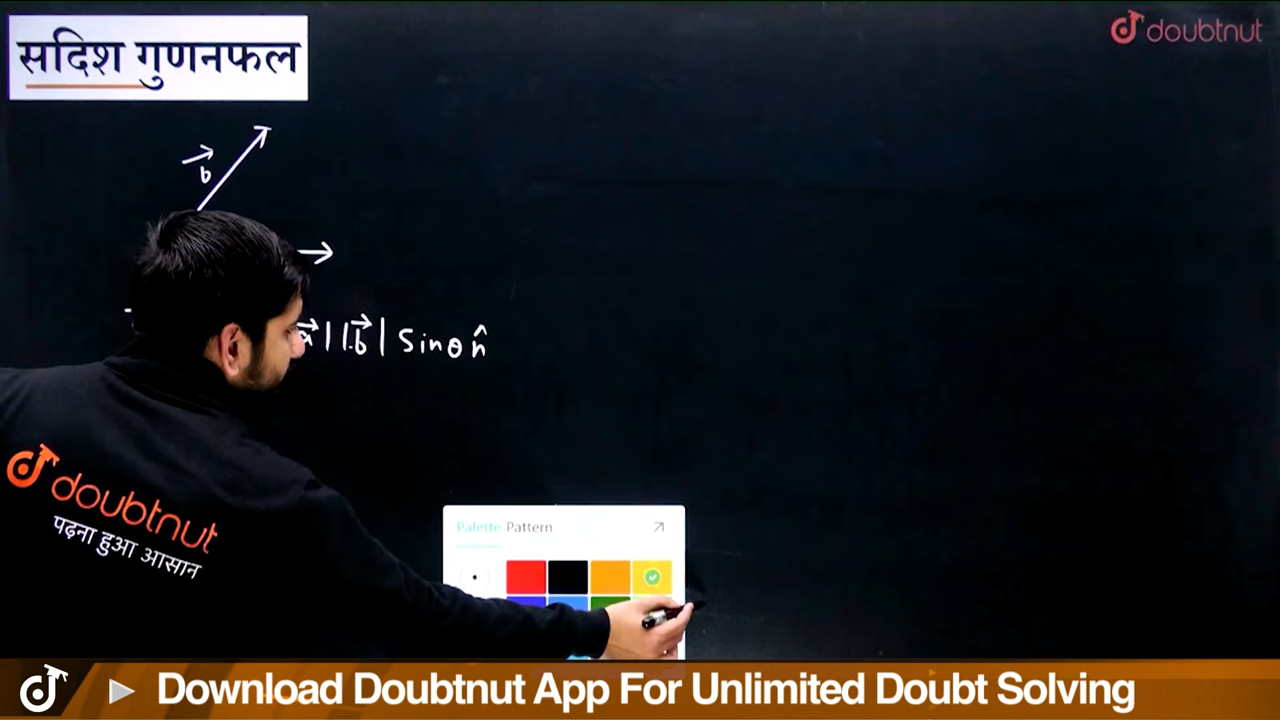 सदिश गुणनफल
doubtnut
b
a| |b| Sinθ n̂
doubtnut
पढ़ना हुआ आसान
Palette Pattern
Download Doubtnut App For Unlimited Doubt Solving